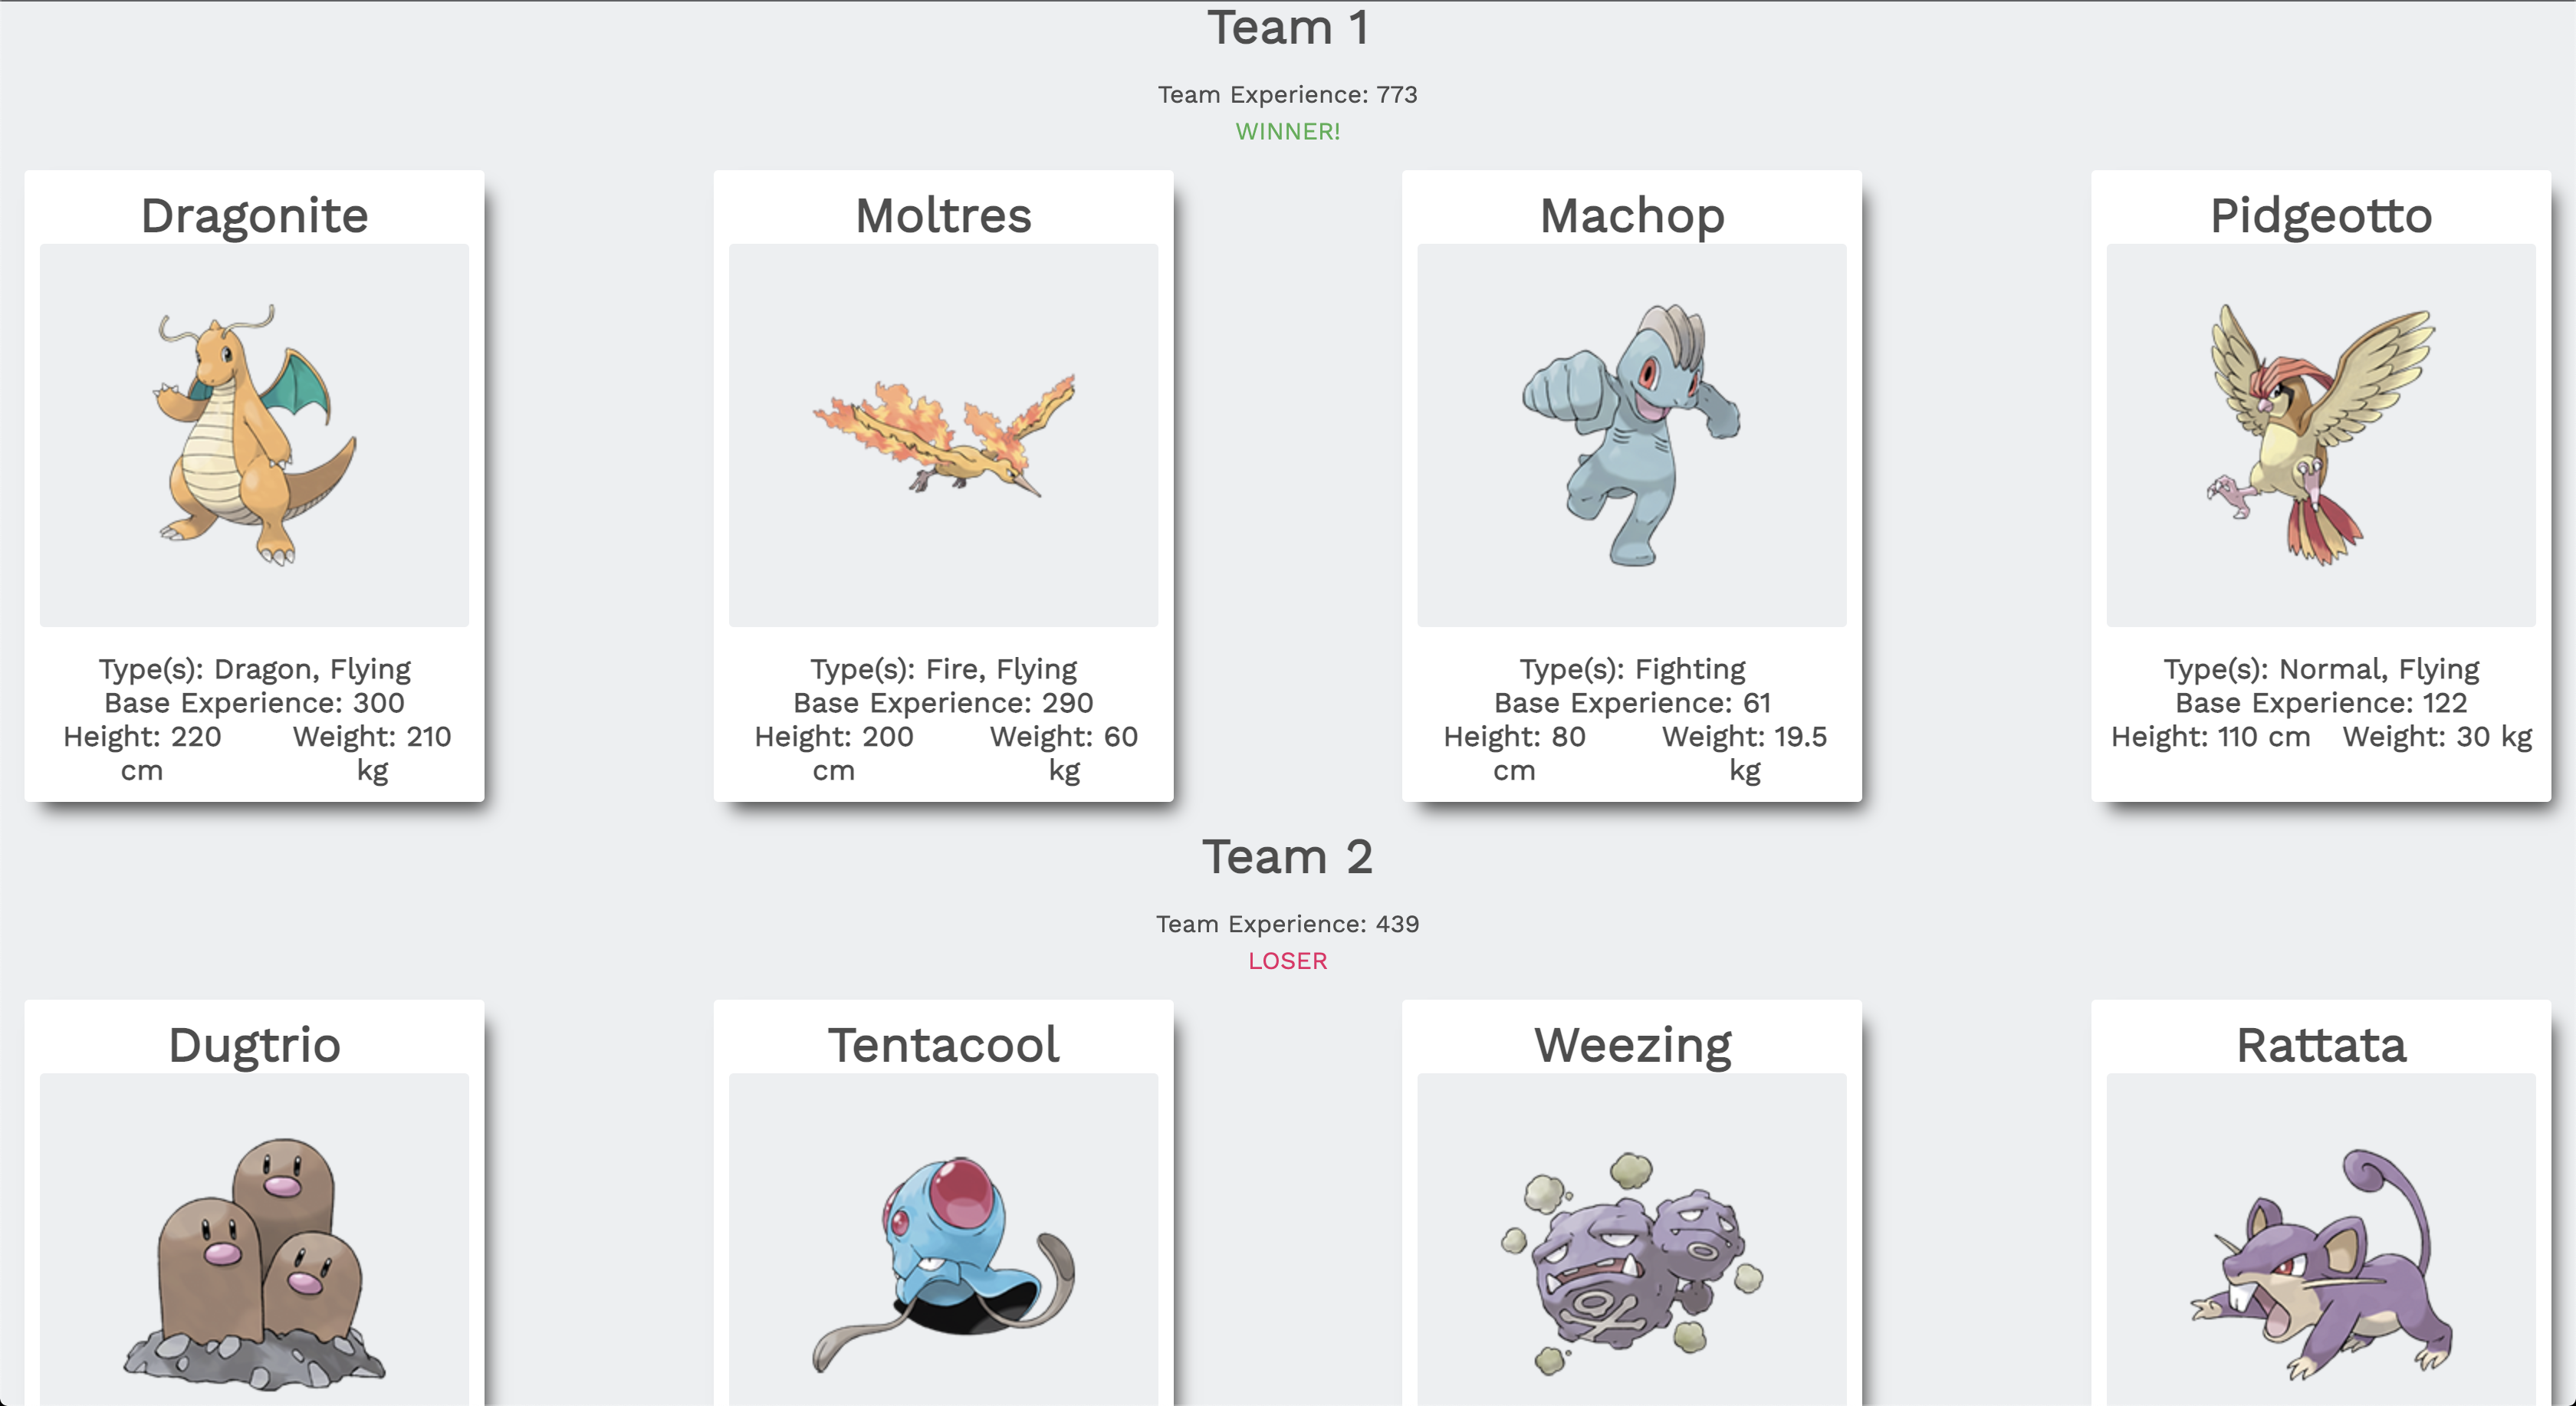 Team 1
Team Experience: 773
WINNER!
Dragonite
Type(s): Dragon, Flying
Base Experience: 300
Height: 220 cm
Weight: 210 kg
Moltres
Type(s): Fire, Flying
Base Experience: 290
Height: 200 cm
Weight: 60 kg
Machop
Type(s): Fighting
Base Experience: 61
Height: 80 cm
Weight: 19.5 kg
Pidgeotto
Type(s): Normal, Flying
Base Experience: 122
Height: 110 cm
Weight: 30 kg
Team 2
Team Experience: 439
LOSER
Dugtrio
Tentacool
Weezing
Rattata